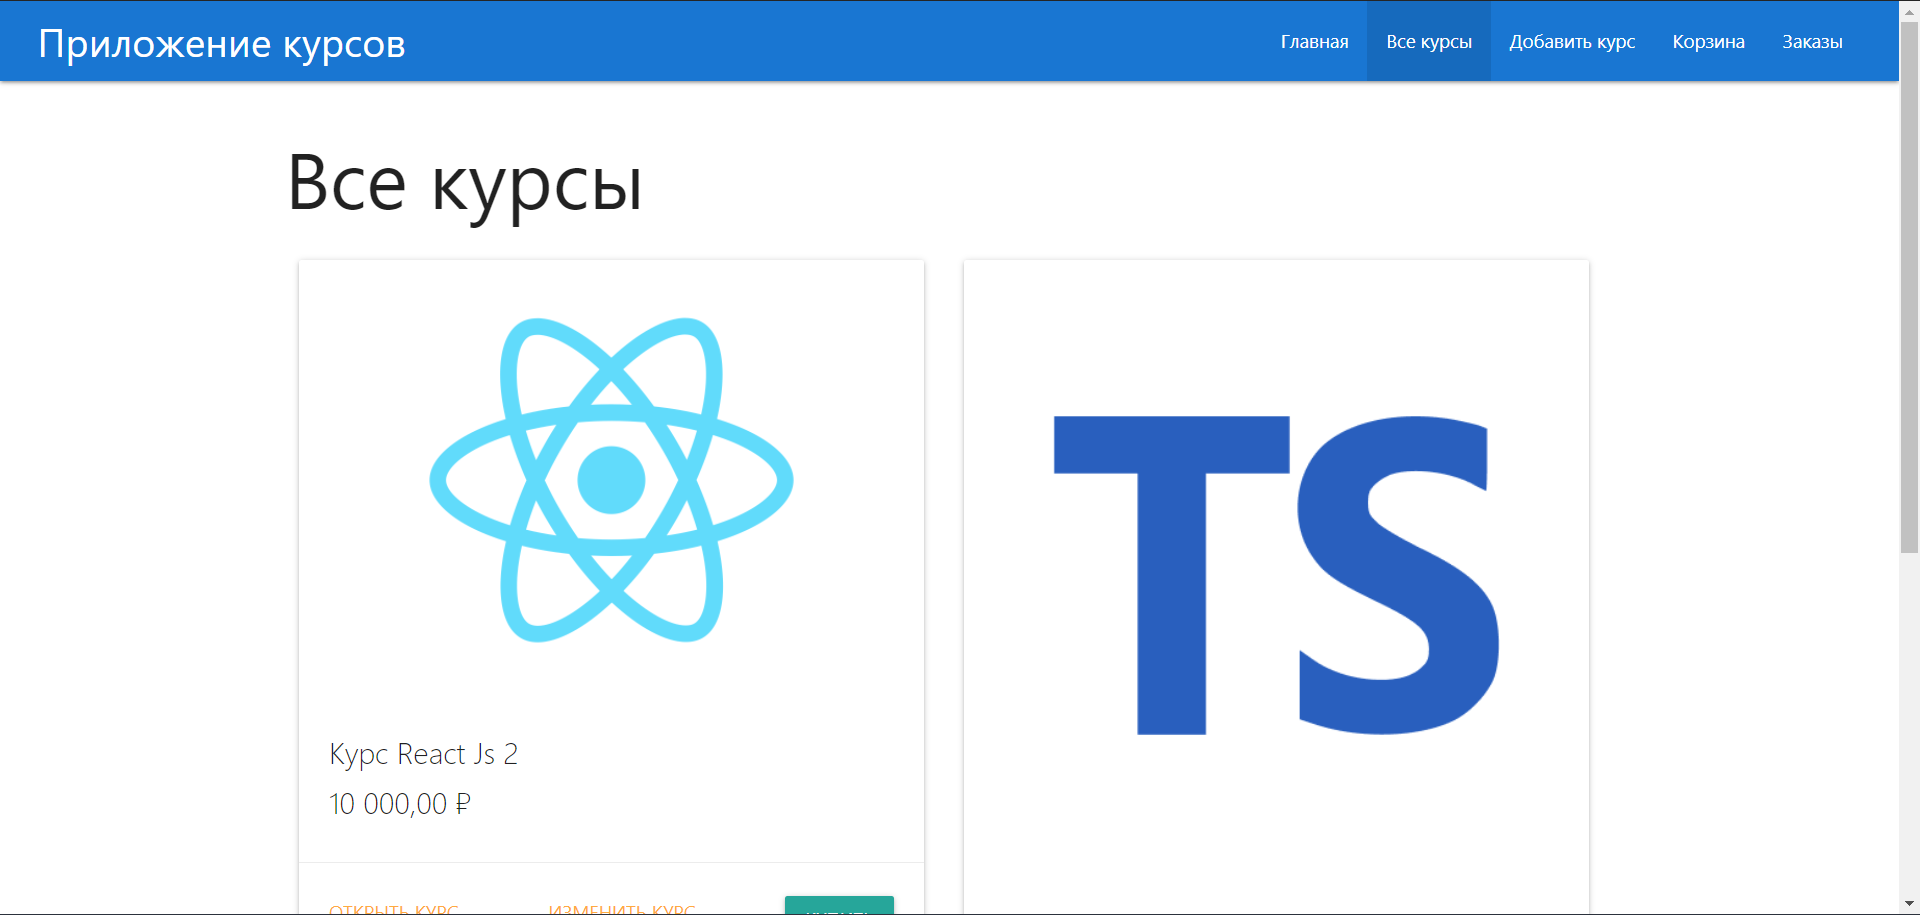 Приложение курсов
Главная Все курсы Добавить курс Корзина Заказы
Все курсы
TS
Курс React Js 2
10 000,00 ₽
ОТКРЫТЬ КУРС ИЗМЕНИТЬ КУРС